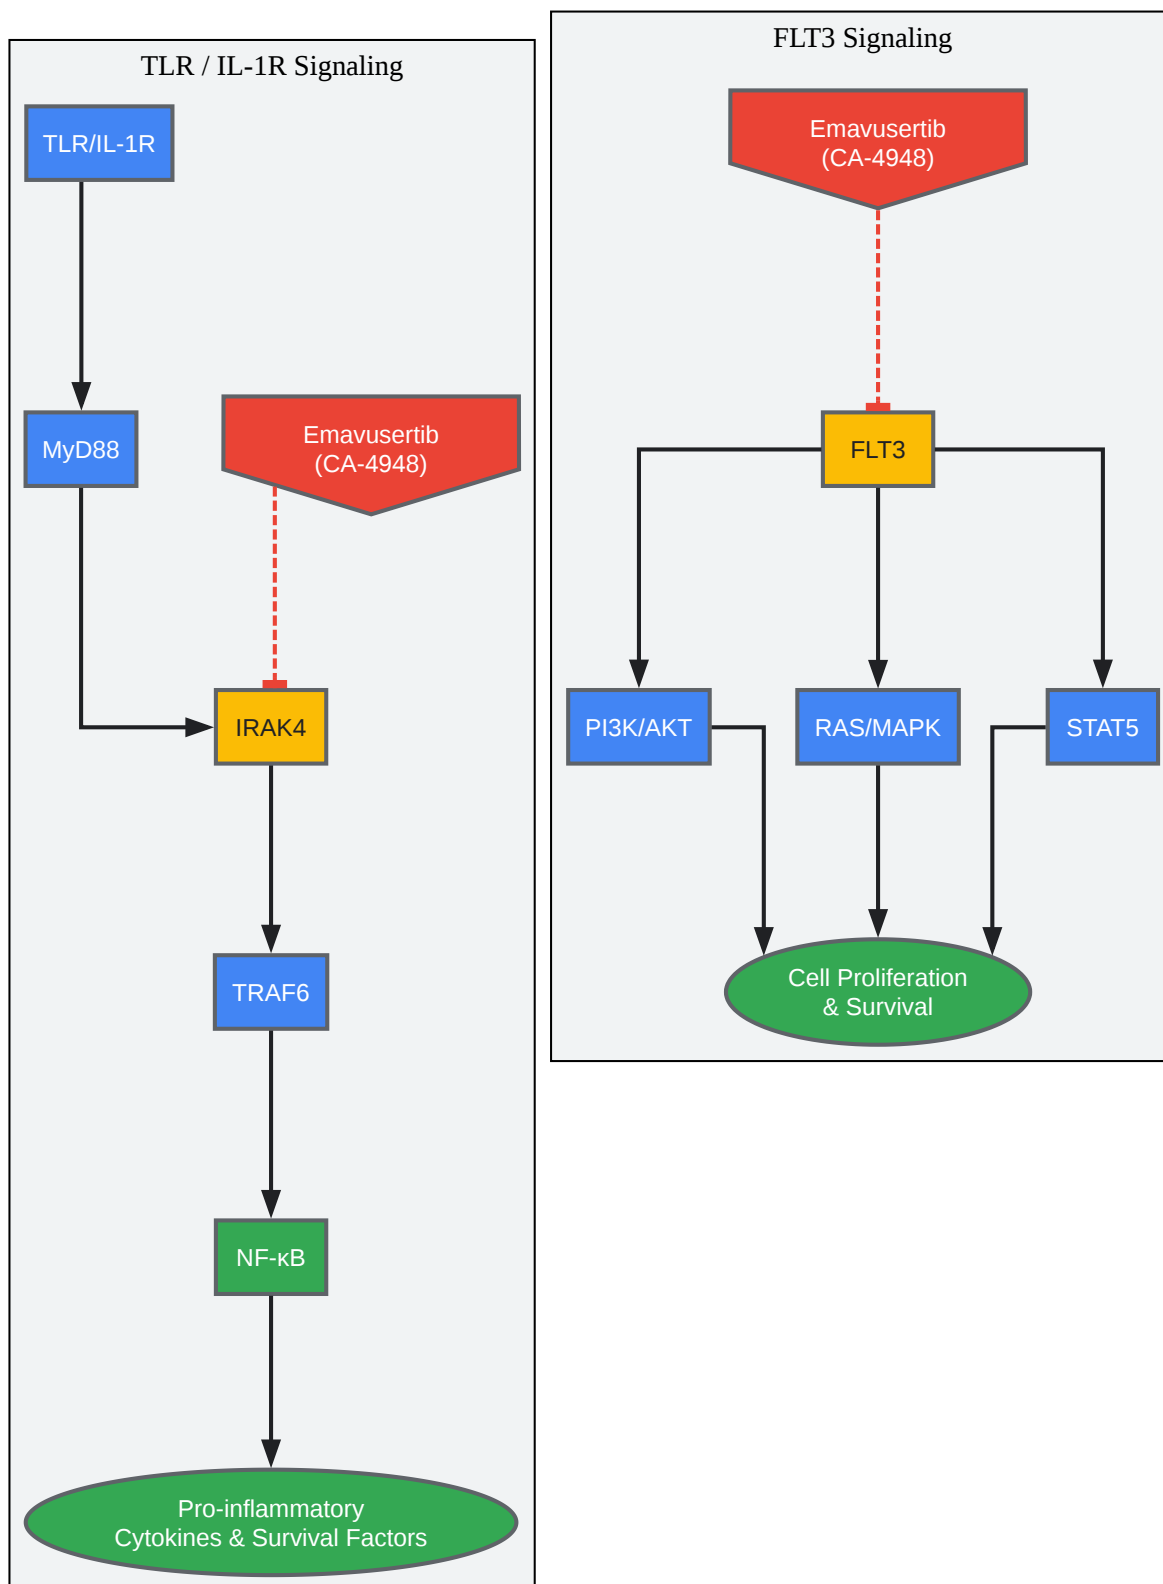 TLR / IL-1R Signaling
TLR/IL-1R
MyD88
Emavusertib
(CA-4948)
IRAK4
TRAF6
NF-κB
Pro-inflammatory
Cytokines & Survival Factors
FLT3 Signaling
Emavusertib
(CA-4948)
FLT3
PI3K/AKT
RAS/MAPK
STAT5
Cell Proliferation
& Survival